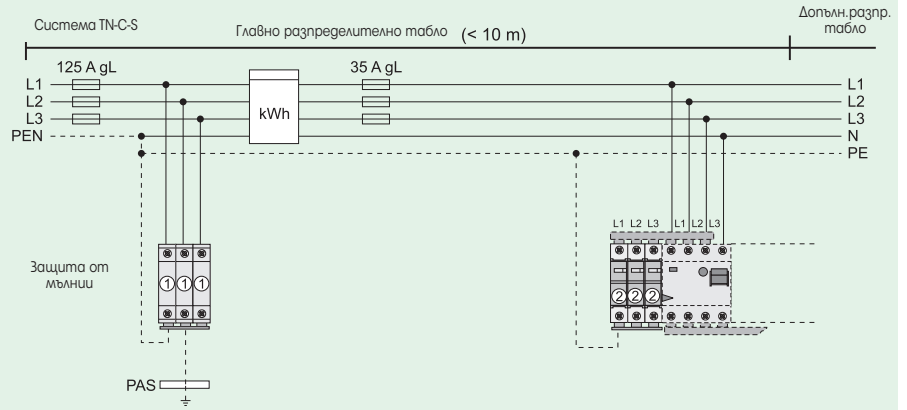 Система TN-C-S
Главно разпределително табло (< 10 m)
Допълн.разпр.
табло
125 A gL
35 A gL
L1
L1
L2
L2
L3
kWh
L3
PEN
N
PE
L1 L2 L3 L1 L2 L3
Защита от
мълнии
1 1 1
2 2 2
PAS